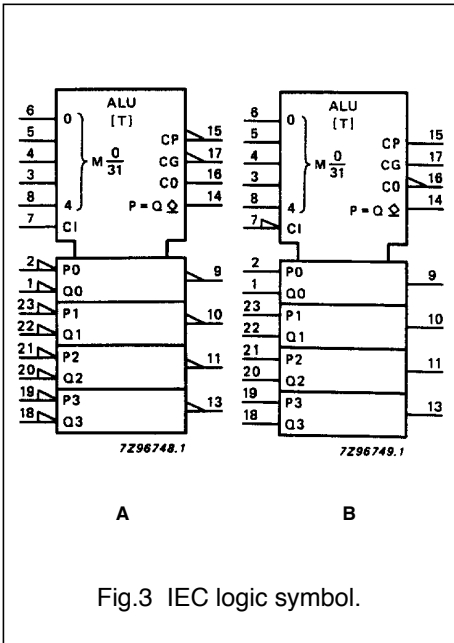 ALU
[T]
6 0
5
4
3
8 4
M 0/31
7 CI
CP 15
CG 17
C0 16
P = Q ◇ 14
2 P0
1 Q0
9
23 P1
22 Q1
10
21 P2
20 Q2
11
19 P3
18 Q3
13
7Z96748.1
A
ALU
[T]
6 0
5
4
3
8 4
M 0/31
7 CI
CP 15
CG 17
C0 16
P = Q ◇ 14
2 P0
1 Q0
9
23 P1
22 Q1
10
21 P2
20 Q2
11
19 P3
18 Q3
13
7Z96749.1
B
Fig.3 IEC logic symbol.